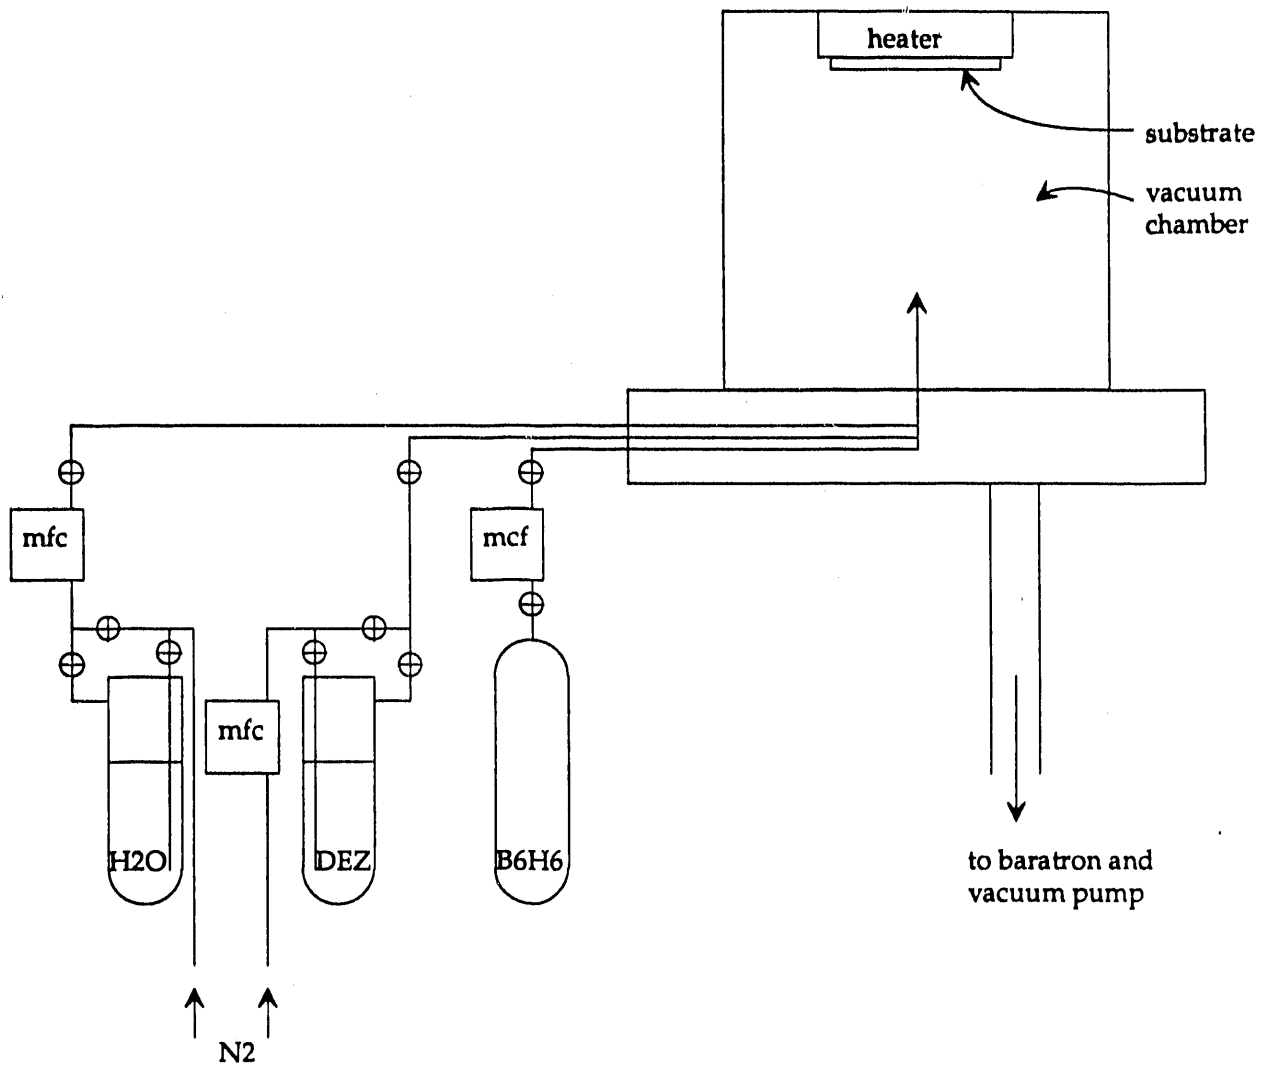 heater
substrate
vacuum
chamber
mfc
mcf
mfc
H2O
DEZ
B6H6
to baratron and
vacuum pump
N2